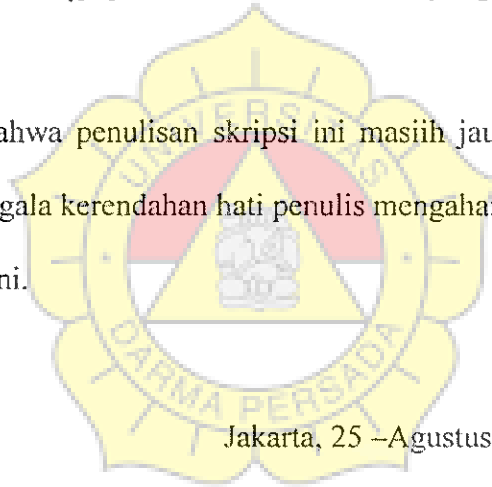 ahwa penulisan skripsi ini masiih jau
gala kerendahan hati penulis mengaha
ni.
Jakarta, 25 –Agustus
UNIVERSITAS
DARMA PERSADA